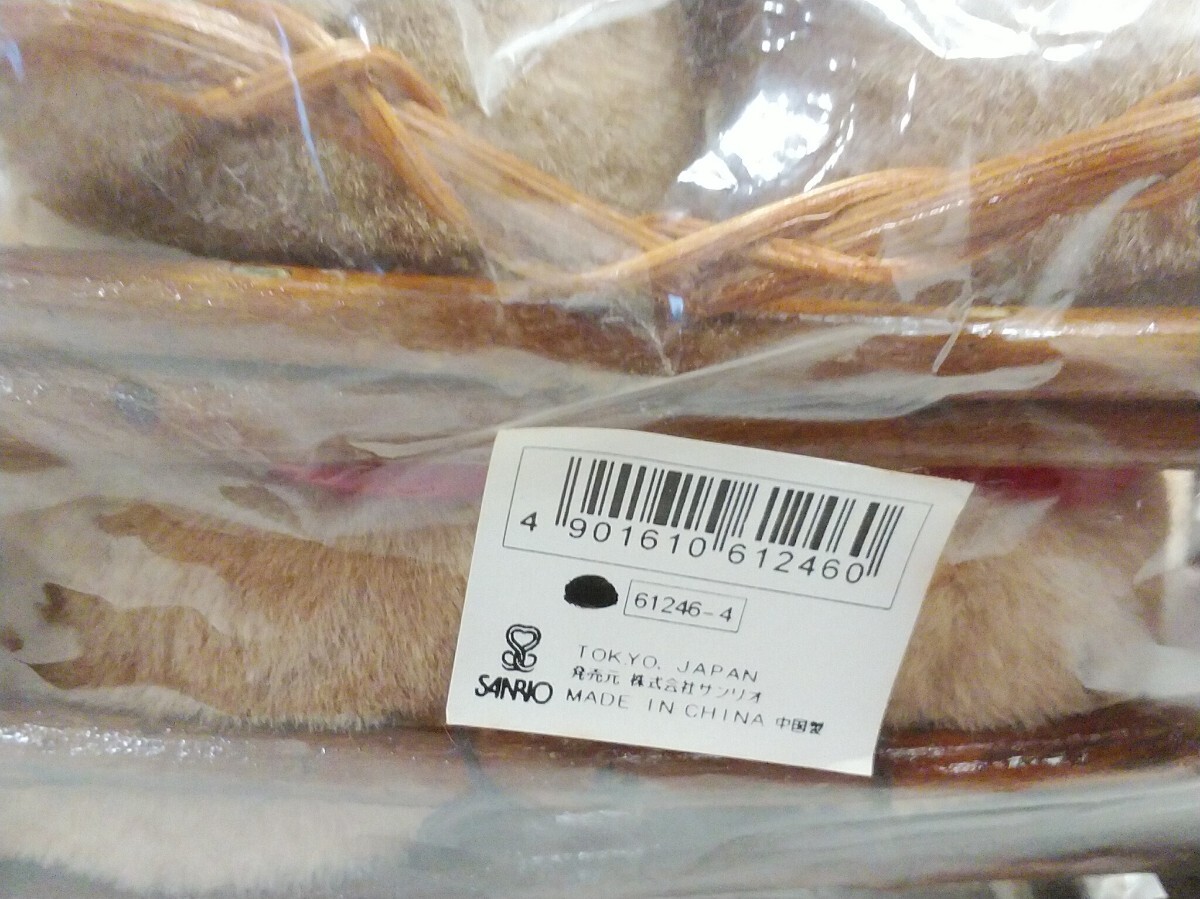 4 901610 612460
61246-4
SANRIO
TOKYO, JAPAN
発売元 株式会社サンリオ
MADE IN CHINA 中国製